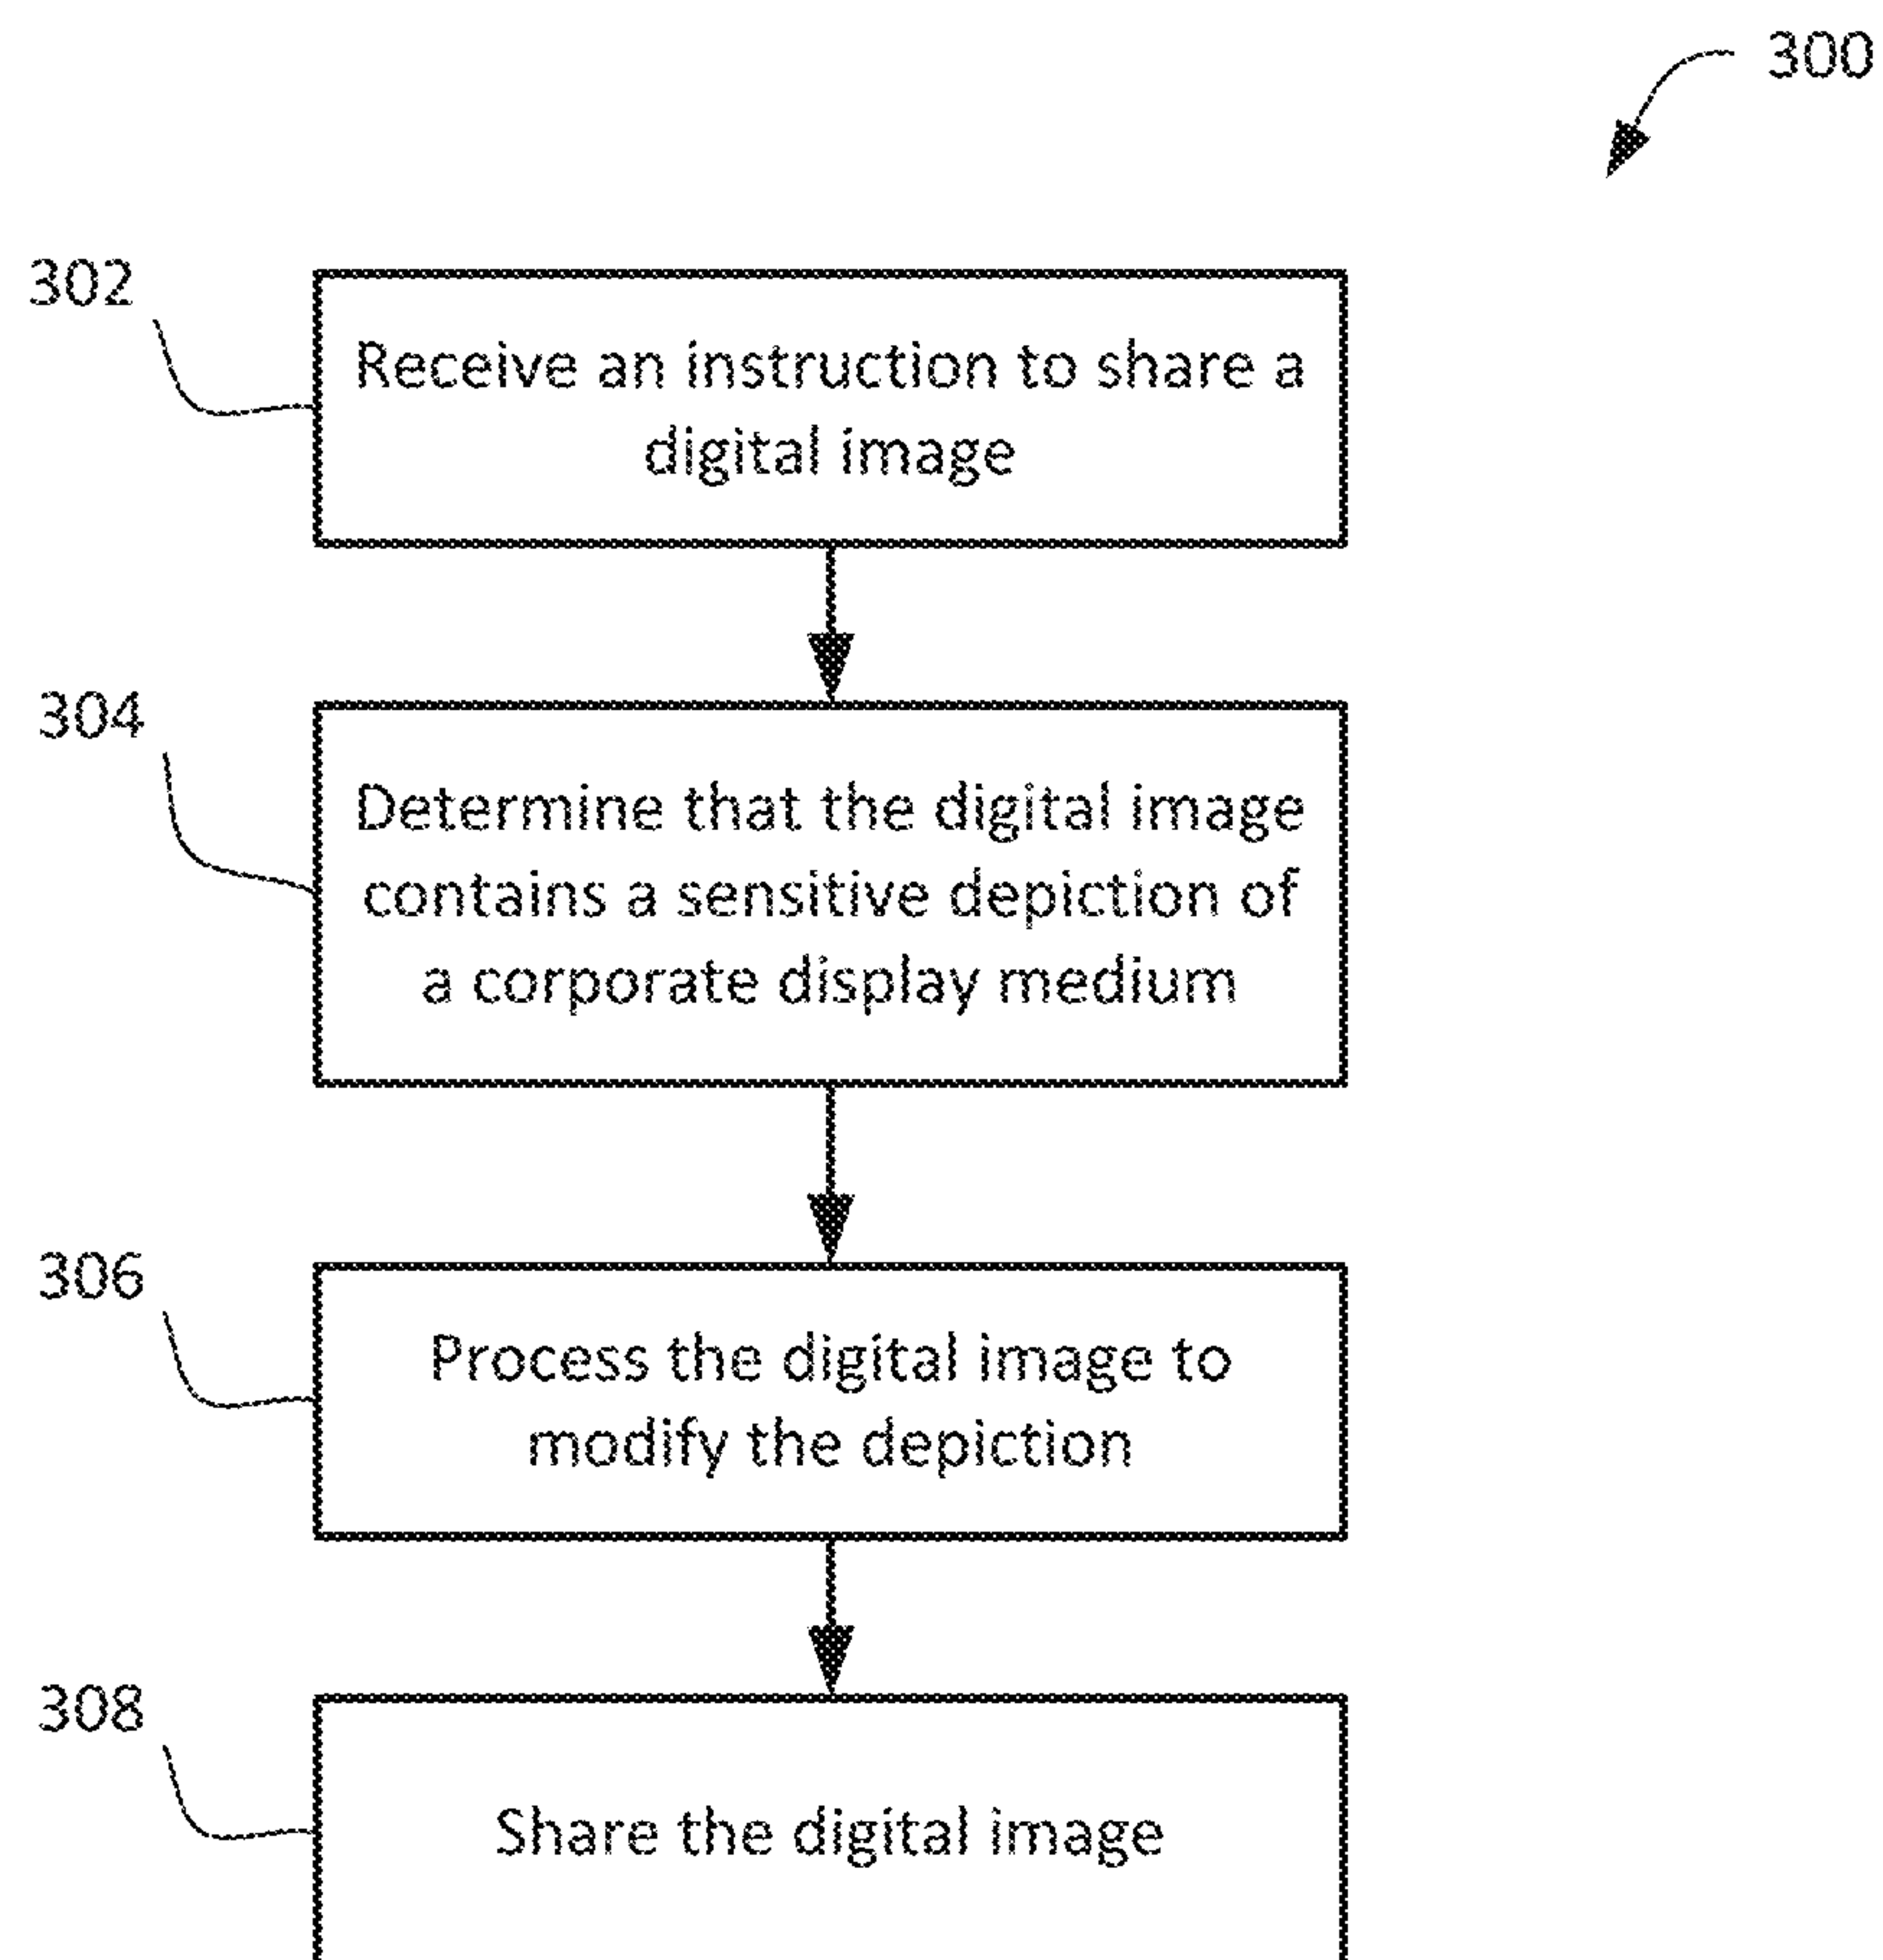 300
302
Receive an instruction to share a
digital image
304
Determine that the digital image
contains a sensitive depiction of
a corporate display medium
306
Process the digital image to
modify the depiction
308
Share the digital image